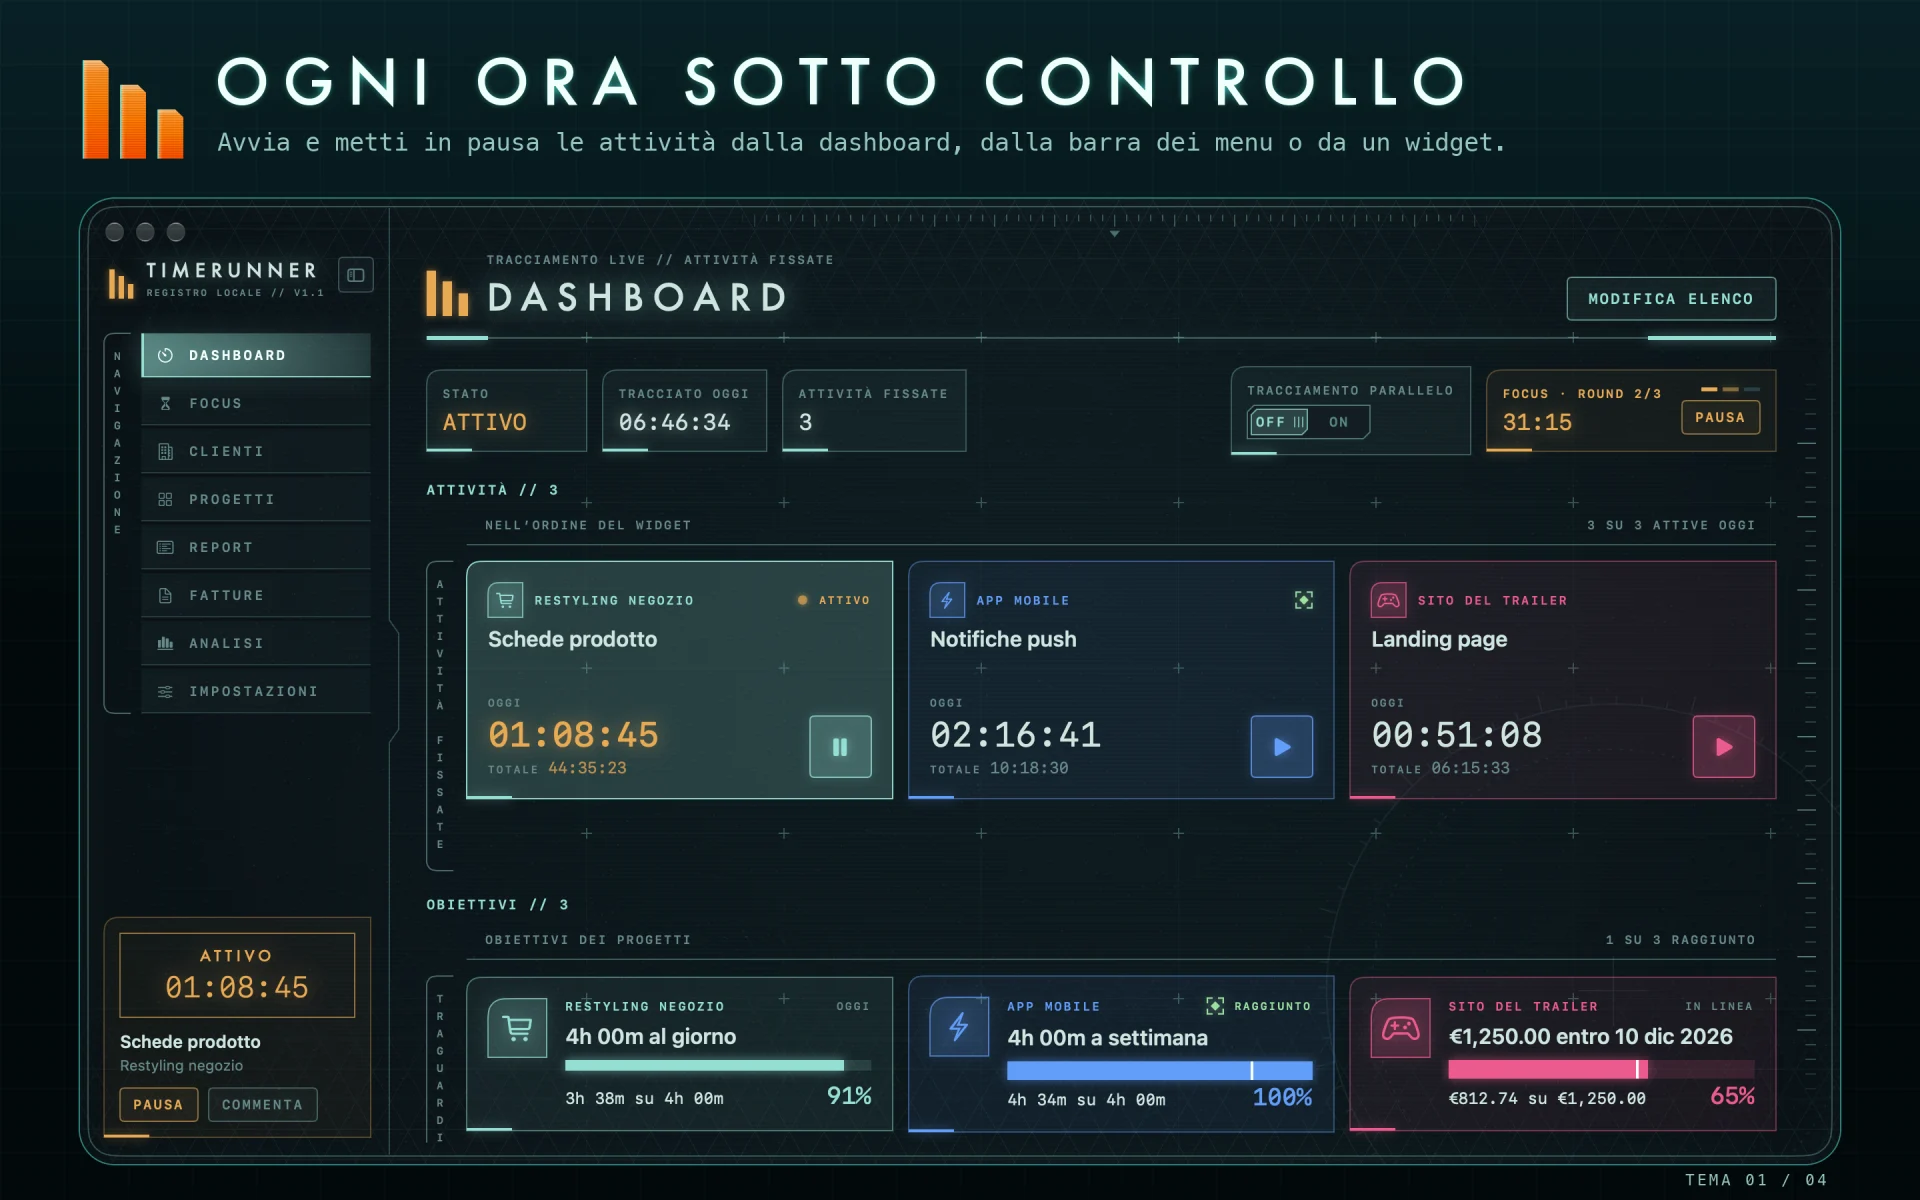 OGNI ORA SOTTO CONTROLLO
Avvia e metti in pausa le attività dalla dashboard, dalla barra dei menu o da un widget.
TIMERUNNER
REGISTRO LOCALE // V1.1
NAVIGAZIONE
DASHBOARD
FOCUS
CLIENTI
PROGETTI
REPORT
FATTURE
ANALISI
IMPOSTAZIONI
ATTIVO
01:08:45
Schede prodotto
Restyling negozio
PAUSA
COMMENTA
TRACCIAMENTO LIVE // ATTIVITÀ FISSATE
DASHBOARD
MODIFICA ELENCO
STATO
ATTIVO
TRACCIATO OGGI
06:46:34
ATTIVITÀ FISSATE
3
TRACCIAMENTO PARALLELO
OFF ON
FOCUS · ROUND 2/3
31:15
PAUSA
ATTIVITÀ // 3
NELL'ORDINE DEL WIDGET
3 SU 3 ATTIVE OGGI
ATTIVITÀ FISSATE
RESTYLING NEGOZIO
ATTIVO
Schede prodotto
OGGI
01:08:45
TOTALE 44:35:23
APP MOBILE
Notifiche push
OGGI
02:16:41
TOTALE 10:18:30
SITO DEL TRAILER
Landing page
OGGI
00:51:08
TOTALE 06:15:33
OBIETTIVI // 3
OBIETTIVI DEI PROGETTI
1 SU 3 RAGGIUNTO
TRAGUARDI
RESTYLING NEGOZIO
OGGI
4h 00m al giorno
3h 38m su 4h 00m
91%
APP MOBILE
RAGGIUNTO
4h 00m a settimana
4h 34m su 4h 00m
100%
SITO DEL TRAILER
IN LINEA
€1,250.00 entro 10 dic 2026
€812.74 su €1,250.00
65%
TEMA 01 / 04